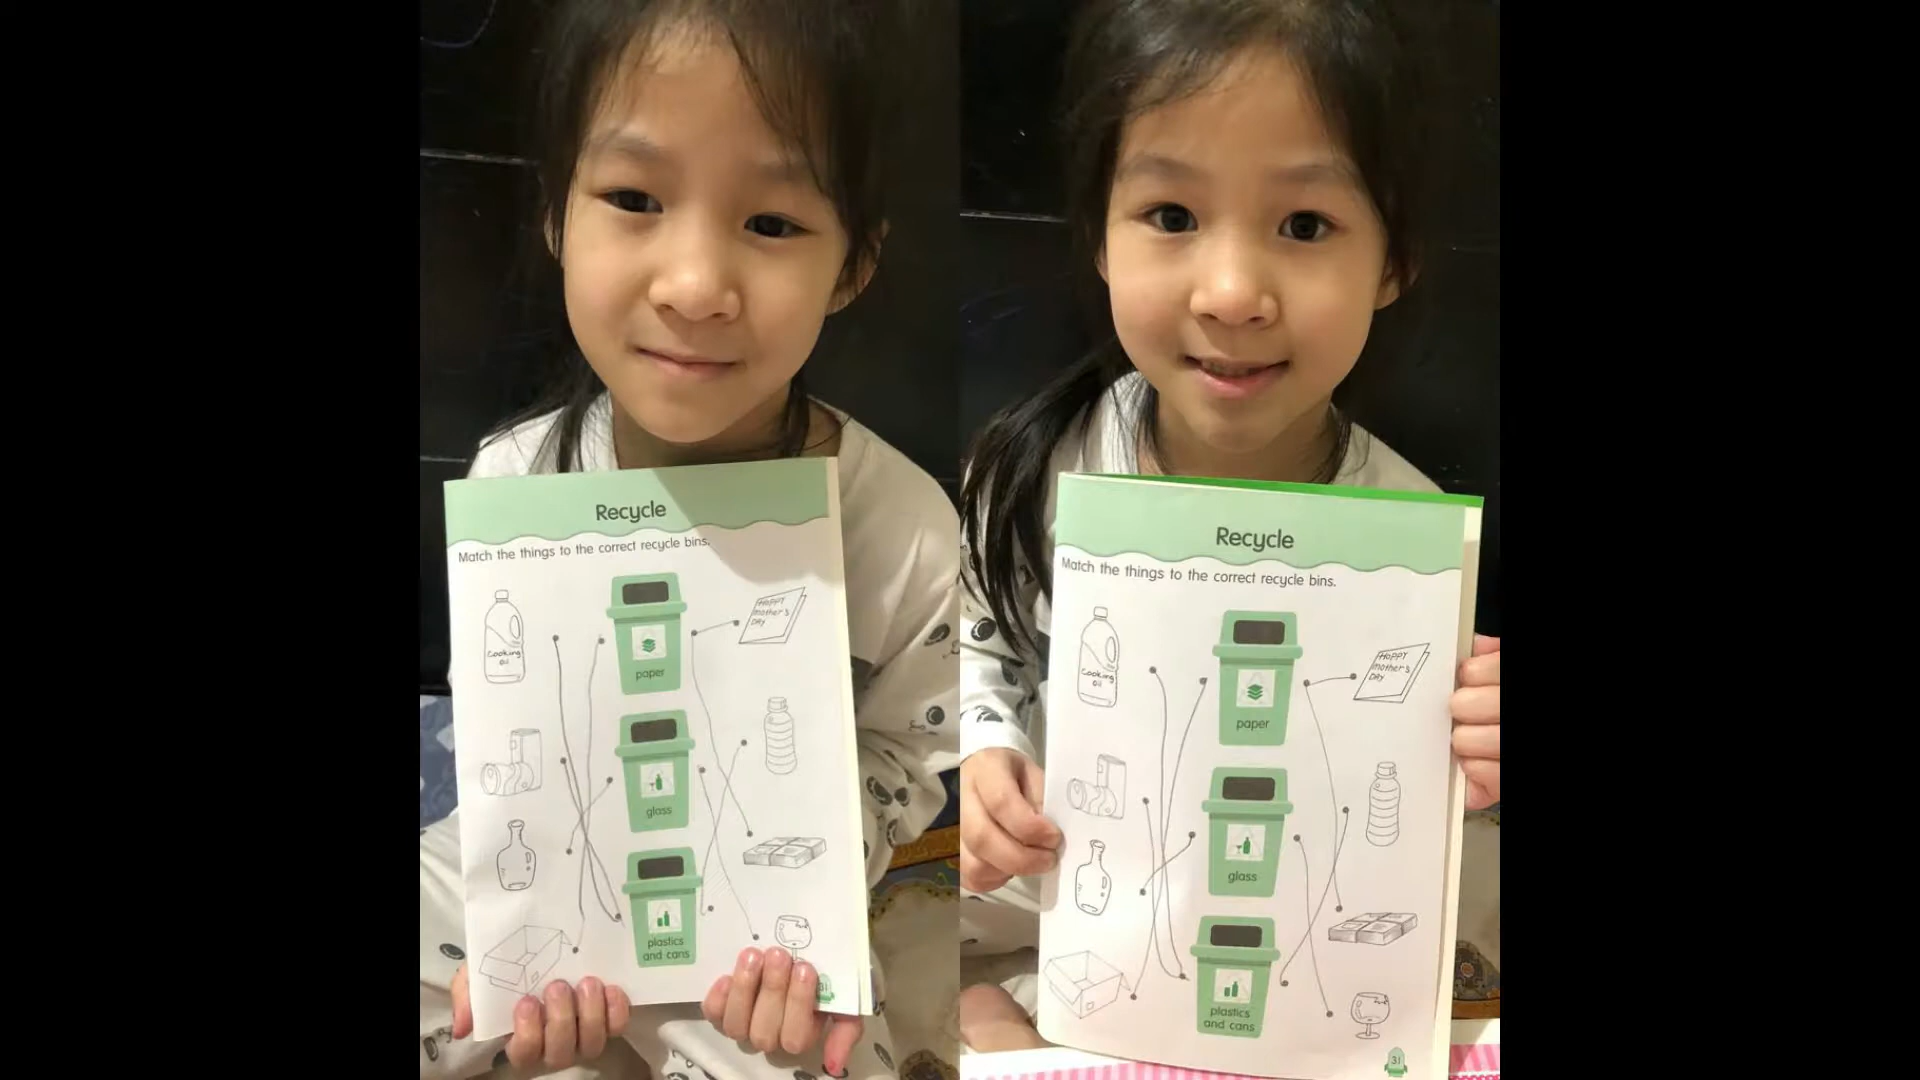 Recycle
Match the things to the correct recycle bins.
Cooking
oil
HAPPY
mother's
DAY
paper
glass
plastics
and cans
31
Recycle
Match the things to the correct recycle bins.
Cooking
oil
HAPPY
mother's
DAY
paper
glass
plastics
and cans
31